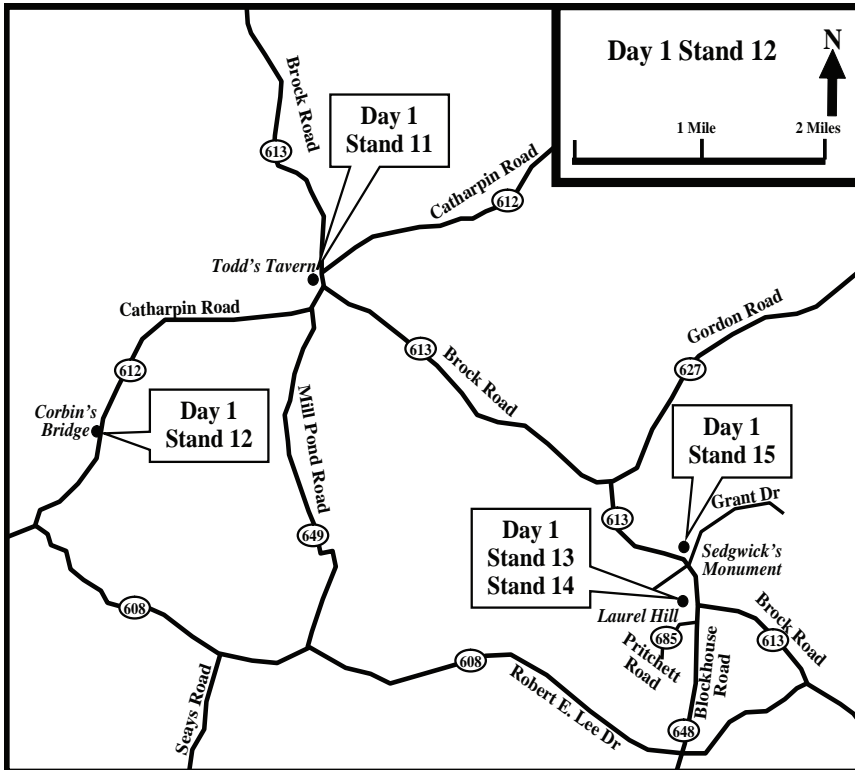 Day 1 Stand 12
N
1 Mile
2 Miles
Brock Road
613
Day 1
Stand 11
Catharpin Road
612
Todd's Tavern
Catharpin Road
612
Corbin's
Bridge
Day 1
Stand 12
Mill Pond Road
649
613
Brock Road
Gordon Road
627
Day 1
Stand 15
Grant Dr
613
Sedgwick's
Monument
Day 1
Stand 13
Stand 14
Laurel Hill
685
Pritchett
Road
Blockhouse
Road
Brock Road
613
608
Seays Road
608
Robert E. Lee Dr
648